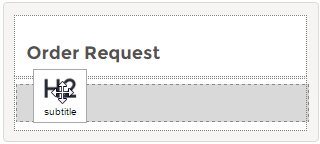 Order Request
H2
subtitle